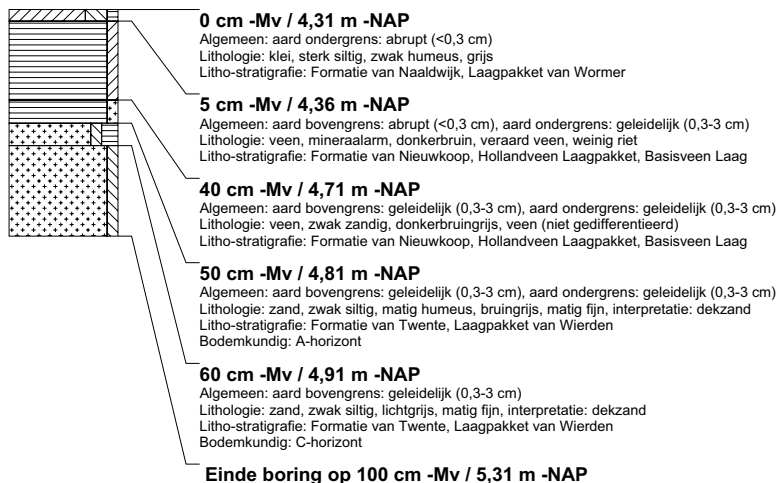 0 cm -Mv / 4,31 m -NAP
Algemeen: aard ondergrens: abrupt (<0,3 cm)
Lithologie: klei, sterk siltig, zwak humeus, grijs
Litho-stratigrafie: Formatie van Naaldwijk, Laagpakket van Wormer
5 cm -Mv / 4,36 m -NAP
Algemeen: aard bovengrens: abrupt (<0,3 cm), aard ondergrens: geleidelijk (0,3-3 cm)
Lithologie: veen, mineraalarm, donkerbruin, veraard veen, weinig riet
Litho-stratigrafie: Formatie van Nieuwkoop, Hollandveen Laagpakket, Basisveen Laag
40 cm -Mv / 4,71 m -NAP
Algemeen: aard bovengrens: geleidelijk (0,3-3 cm), aard ondergrens: geleidelijk (0,3-3 cm)
Lithologie: veen, zwak zandig, donkerbruingrijs, veen (niet gedifferentieerd)
Litho-stratigrafie: Formatie van Nieuwkoop, Hollandveen Laagpakket, Basisveen Laag
50 cm -Mv / 4,81 m -NAP
Algemeen: aard bovengrens: geleidelijk (0,3-3 cm), aard ondergrens: geleidelijk (0,3-3 cm)
Lithologie: zand, zwak siltig, matig humeus, bruingrijs, matig fijn, interpretatie: dekzand
Litho-stratigrafie: Formatie van Twente, Laagpakket van Wierden
Bodemkundig: A-horizont
60 cm -Mv / 4,91 m -NAP
Algemeen: aard bovengrens: geleidelijk (0,3-3 cm)
Lithologie: zand, zwak siltig, lichtgrijs, matig fijn, interpretatie: dekzand
Litho-stratigrafie: Formatie van Twente, Laagpakket van Wierden
Bodemkundig: C-horizont
Einde boring op 100 cm -Mv / 5,31 m -NAP